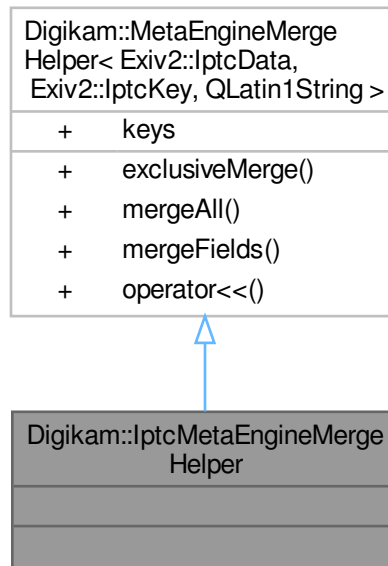 Digikam::MetaEngineMerge
Helper< Exiv2::IptcData,
Exiv2::IptcKey, QLatin1String >
+ keys
+ exclusiveMerge()
+ mergeAll()
+ mergeFields()
+ operator<<()
Digikam::IptcMetaEngineMerge
Helper